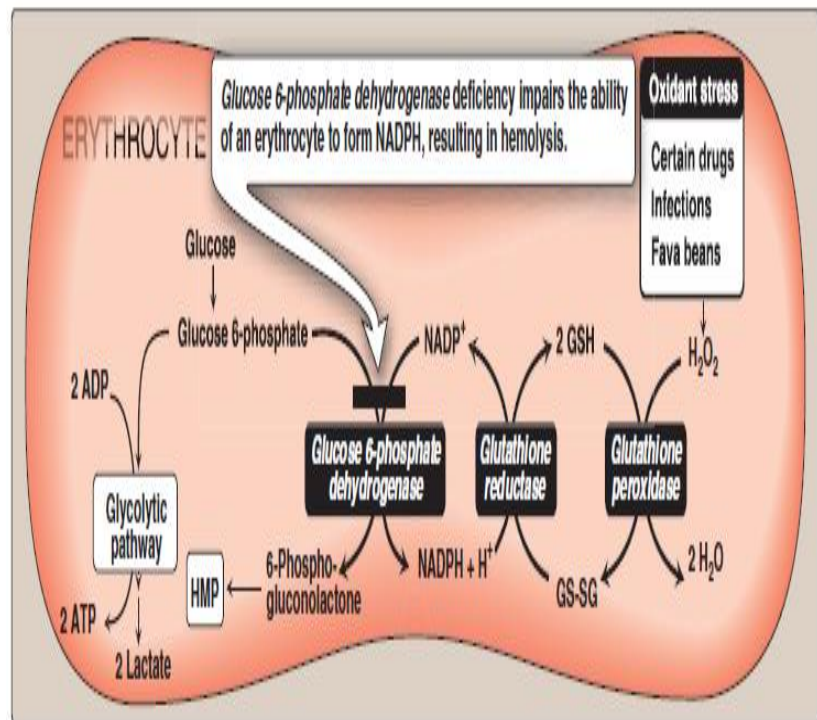 Glucose 6-phosphate dehydrogenase deficiency impairs the ability
of an erythrocyte to form NADPH, resulting in hemolysis.
Oxidant stress
Certain drugs
Infections
Fava beans
ERYTHROCYTE
Glucose
Glucose 6-phosphate
NADP⁺
2 GSH
H₂O₂
2 ADP
Glucose 6-phosphate
dehydrogenase
Glutathione
reductase
Glutathione
peroxidase
Glycolytic
pathway
HMP
6-Phospho-
gluconolactone
NADPH + H⁺
GS-SG
2 H₂O
2 ATP
2 Lactate